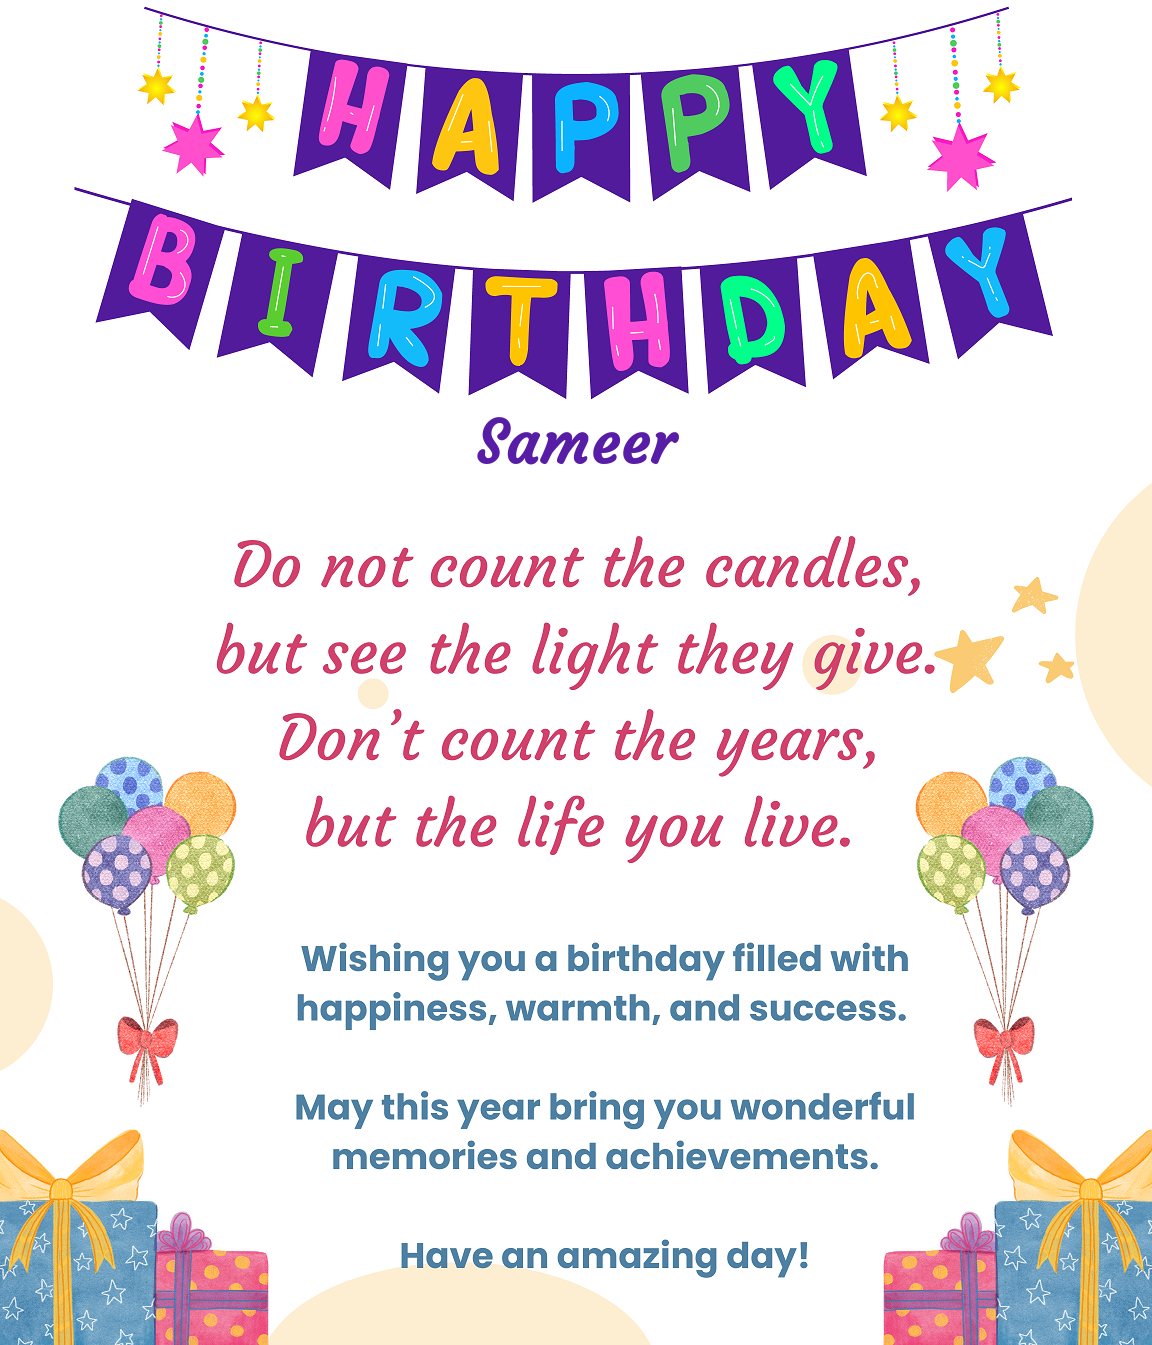 HAPPY
BIRTHDAY
Sameer
Do not count the candles,
but see the light they give.
Don’t count the years,
but the life you live.
Wishing you a birthday filled with
happiness, warmth, and success.
May this year bring you wonderful
memories and achievements.
Have an amazing day!